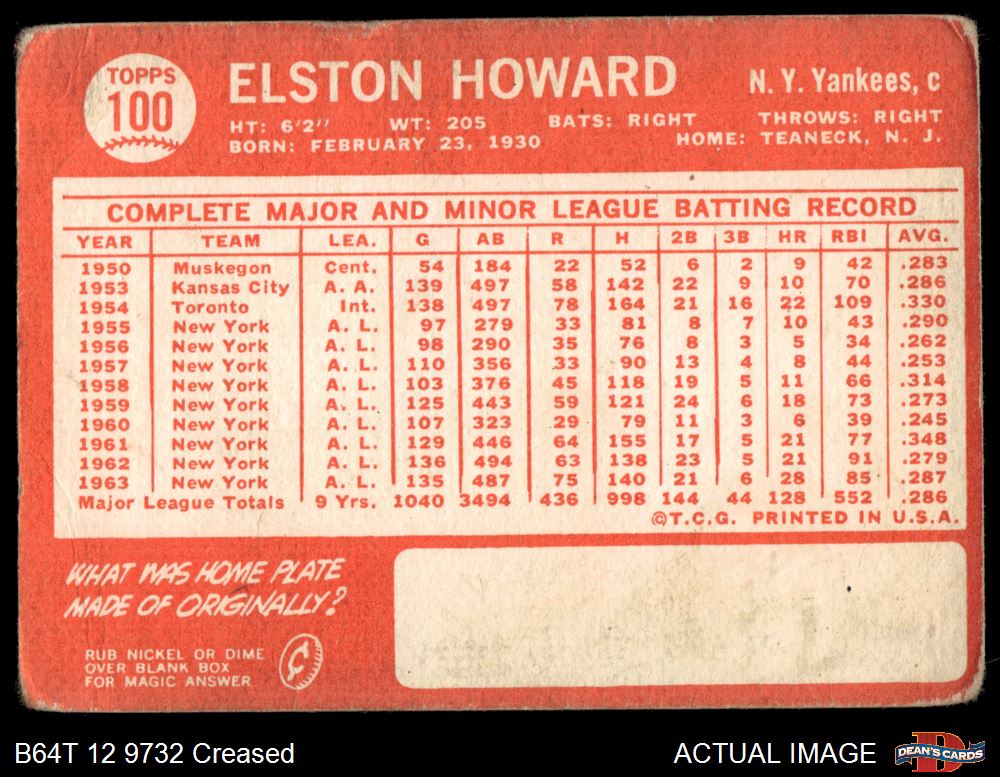 TOPPS
100
ELSTON HOWARD
N. Y. Yankees, c
HT: 6'2" WT: 205 BATS: RIGHT THROWS: RIGHT
BORN: FEBRUARY 23, 1930 HOME: TEANECK, N. J.
COMPLETE MAJOR AND MINOR LEAGUE BATTING RECORD
YEAR TEAM LEA. G AB R H 2B 3B HR RBI AVG.
1950 Muskegon Cent. 54 184 22 52 6 2 9 42 .283
1953 Kansas City A. A. 139 497 58 142 22 9 10 70 .286
1954 Toronto Int. 138 497 78 164 21 16 22 109 .330
1955 New York A. L. 97 279 33 81 8 7 10 43 .290
1956 New York A. L. 98 290 35 76 8 3 5 34 .262
1957 New York A. L. 110 356 33 90 13 4 8 44 .253
1958 New York A. L. 103 376 45 118 19 5 11 66 .314
1959 New York A. L. 125 443 59 121 24 6 18 73 .273
1960 New York A. L. 107 323 29 79 11 3 6 39 .245
1961 New York A. L. 129 446 64 155 17 5 21 77 .348
1962 New York A. L. 136 494 63 138 23 5 21 91 .279
1963 New York A. L. 135 487 75 140 21 6 28 85 .287
Major League Totals 9 Yrs. 1040 3494 436 998 144 44 128 552 .286
©T.C.G. PRINTED IN U.S.A.
WHAT WAS HOME PLATE
MADE OF ORIGINALLY?
RUB NICKEL OR DIME
OVER BLANK BOX
FOR MAGIC ANSWER
¢
B64T 12 9732 Creased
ACTUAL IMAGE
DEAN'S CARDS